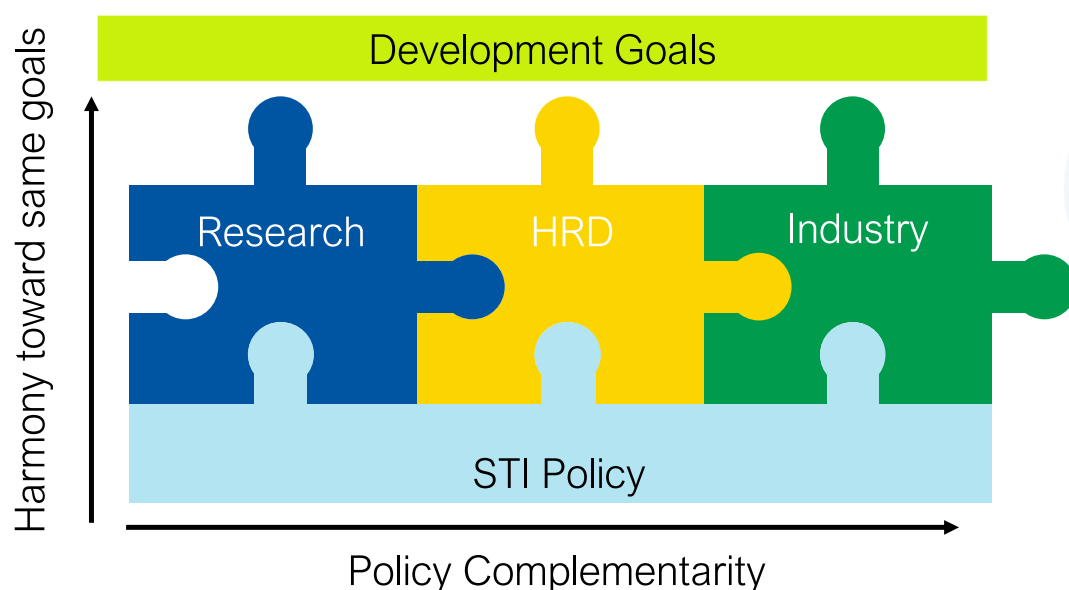 Development Goals
Harmony toward same goals
Research
HRD
Industry
STI Policy
Policy Complementarity